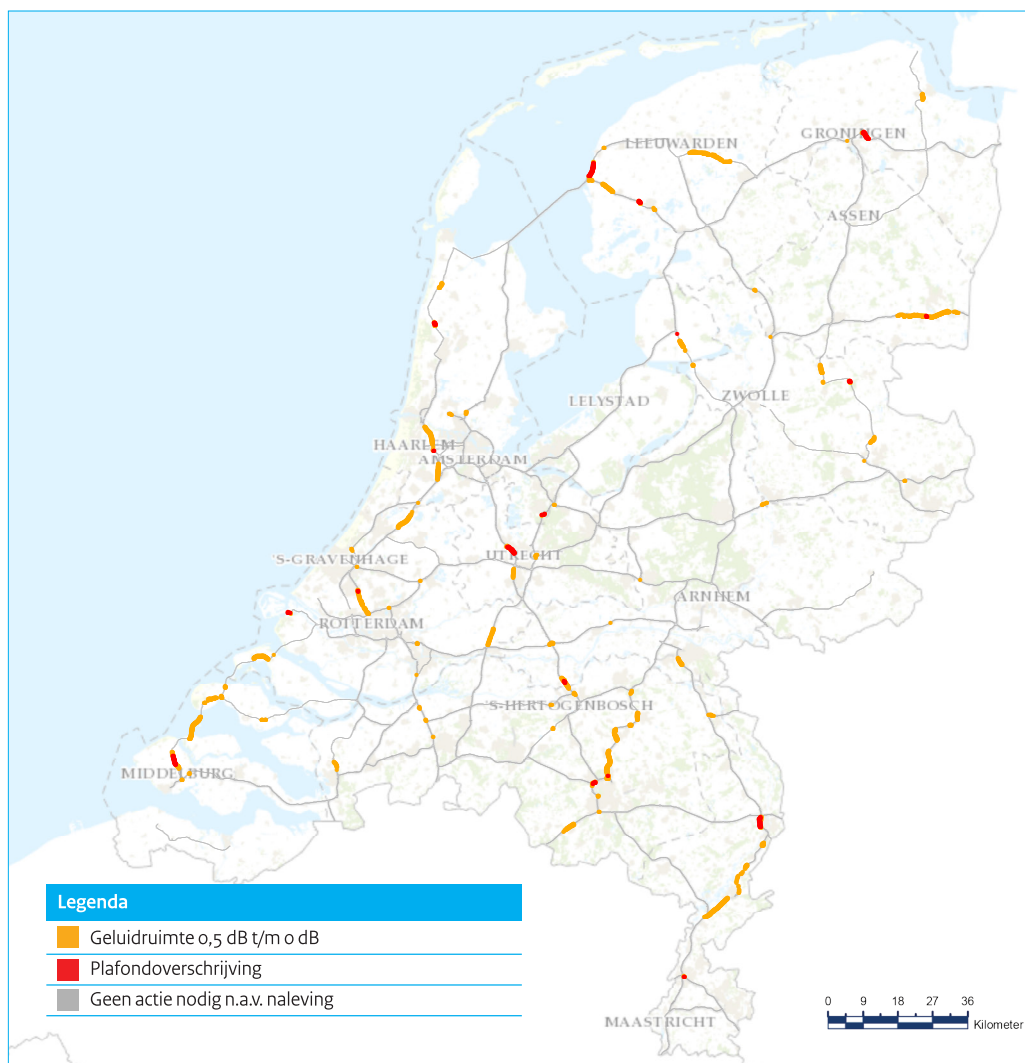 LEEUWARDEN
GRONINGEN
ASSEN
LELYSTAD
ZWOLLE
HAARLEM
AMSTERDAM
'S-GRAVENHAGE
UTRECHT
ARNHEM
ROTTERDAM
'S-HERTOGENBOSCH
MIDDELBURG
Legenda
Geluidruimte 0,5 dB t/m 0 dB
Plafondoverschrijving
Geen actie nodig n.a.v. naleving
MAASTRICHT
0 9 18 27 36
Kilometer